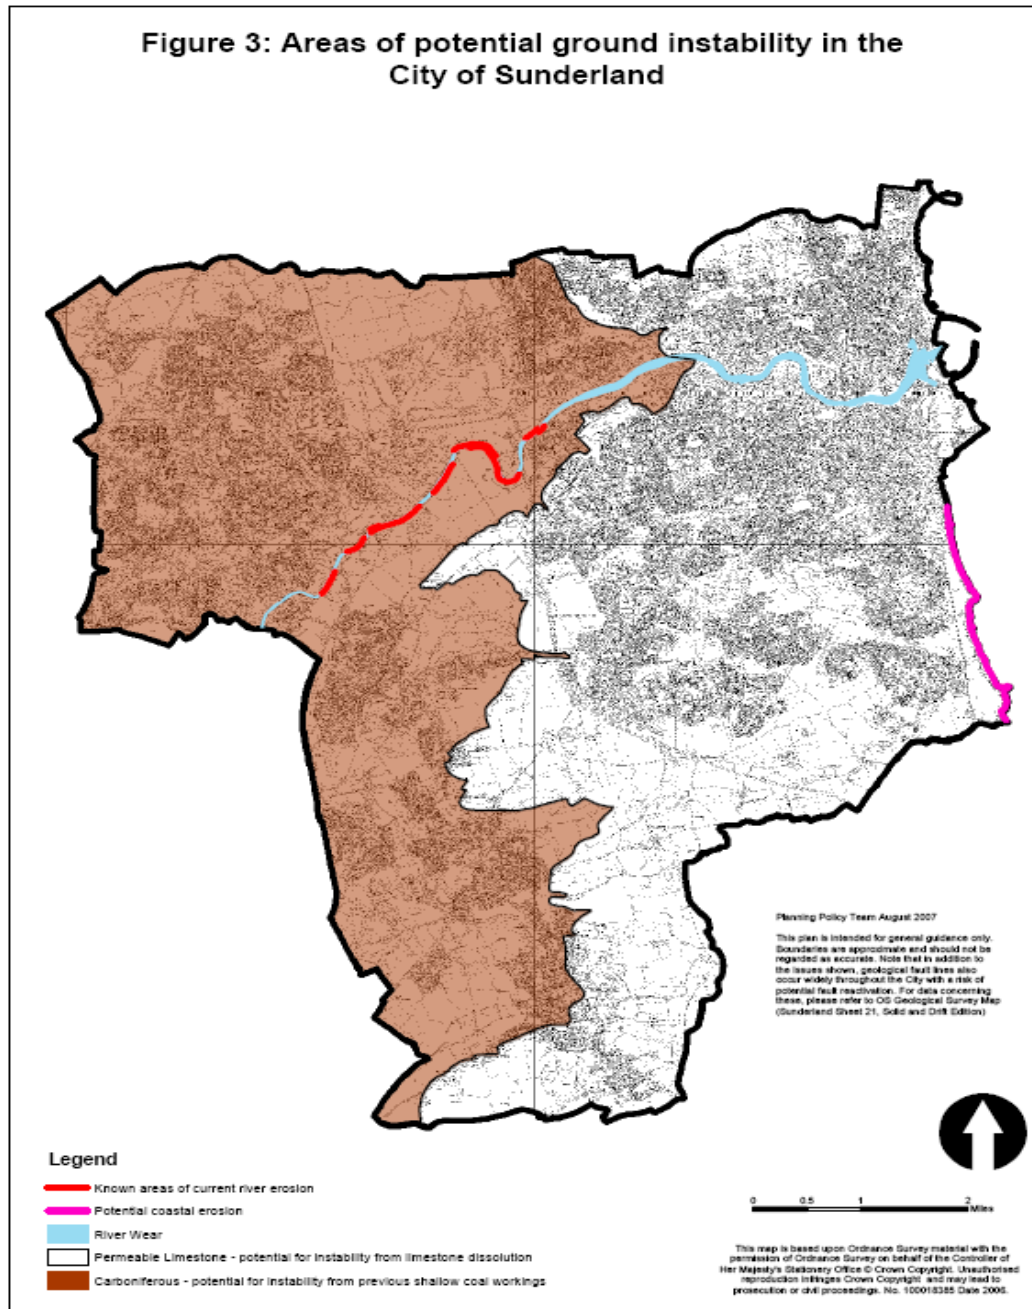 Figure 3: Areas of potential ground instability in the
City of Sunderland
Planning Policy Team August 2007
This plan is intended for general guidance only.
Boundaries are approximate and should not be
regarded as accurate. Note that in addition to
the issues shown, geological fault lines also
occur widely throughout the City with a risk of
potential fault reactivation. For data concerning
these, please refer to OS Geological Survey Map
(Sunderland Sheet 21, Solid and Drift Edition)
Legend
Known areas of current river erosion
Potential coastal erosion
River Wear
Permeable Limestone - potential for instability from limestone dissolution
Carboniferous - potential for instability from previous shallow coal workings
0 0.5 1 2
Miles
This map is based upon Ordnance Survey material with the
permission of Ordnance Survey on behalf of the Controller of
Her Majesty's Stationery Office © Crown Copyright. Unauthorised
reproduction infringes Crown Copyright and may lead to
prosecution or civil proceedings. No. 100018385 Date 2006.